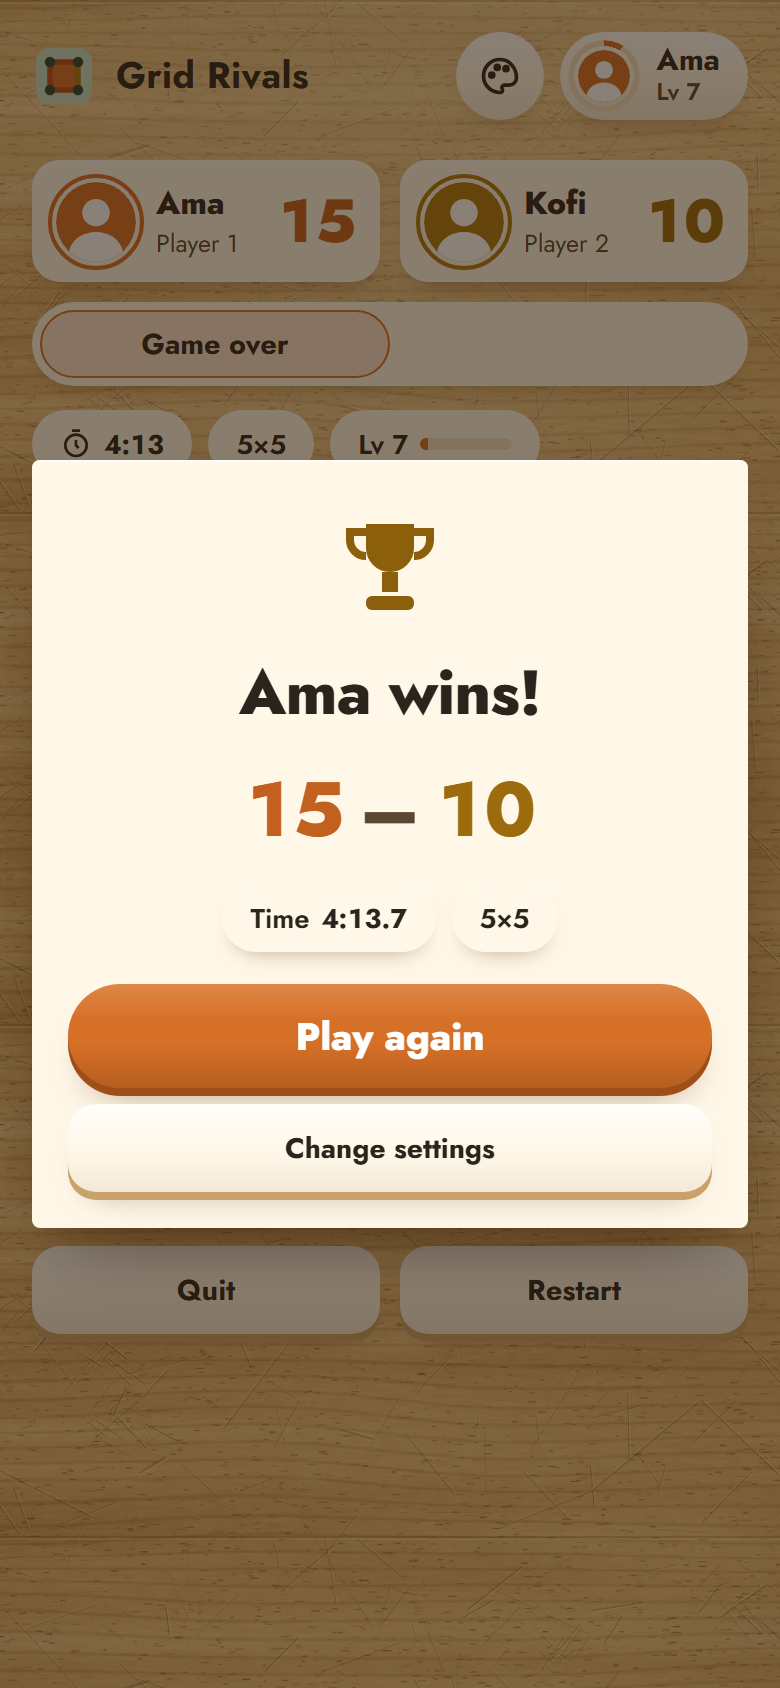 Grid Rivals
Ama
Lv 7
Ama
Player 1
15
Kofi
Player 2
10
Game over
4:13
5×5
Lv 7
Ama wins!
15 – 10
Time 4:13.7
5×5
Play again
Change settings
Quit
Restart